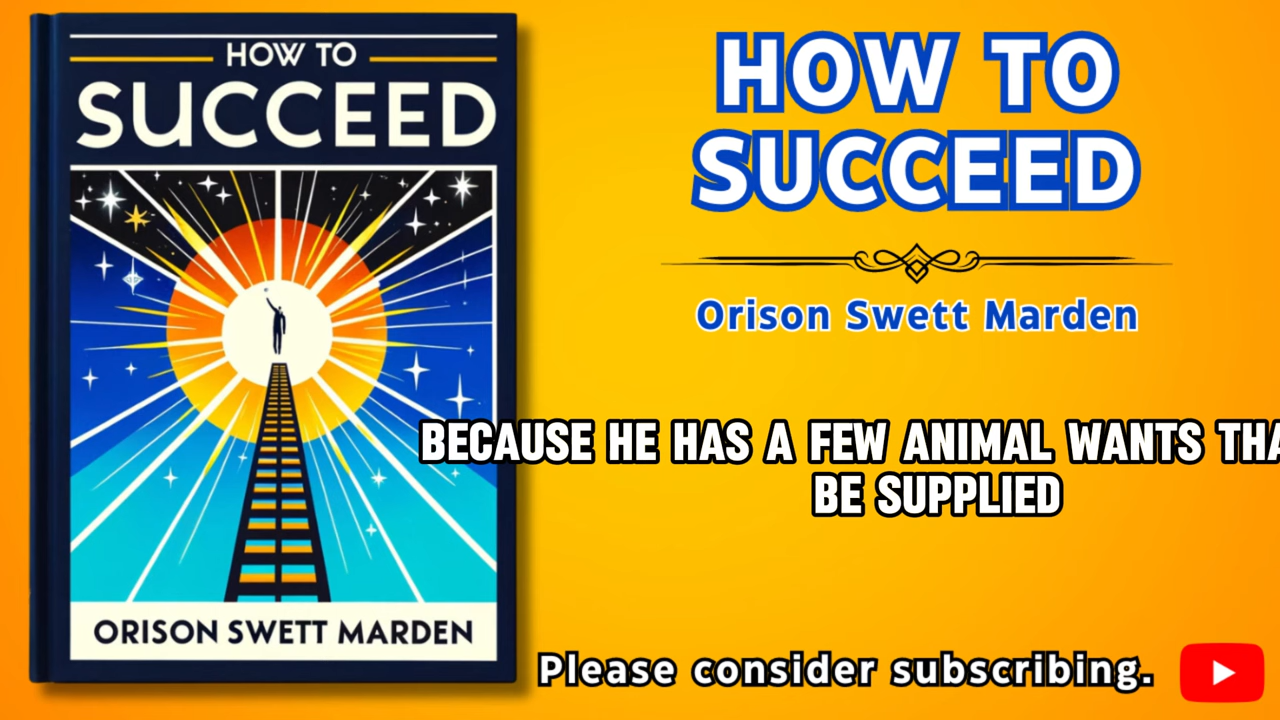 HOW TO
SUCCEED
ORISON SWETT MARDEN
HOW TO
SUCCEED
Orison Swett Marden
BECAUSE HE HAS A FEW ANIMAL WANTS
BE SUPPLIED
Please consider subscribing.